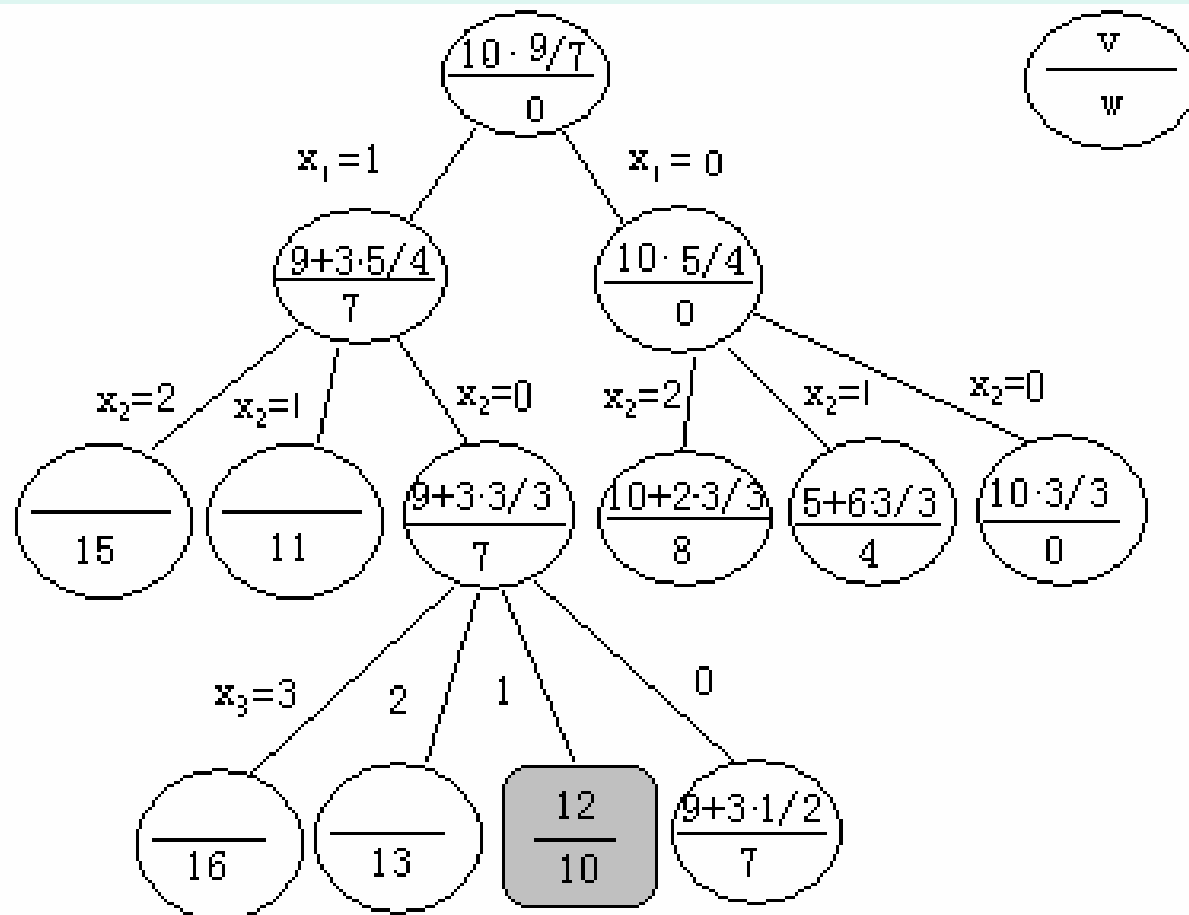 10·9/7
0
v
w
x₁=1
x₁=0
9+3·5/4
7
10·5/4
0
x₂=2
x₂=1
x₂=0
x₂=2
x₂=1
x₂=0
15
11
9+3·3/3
7
10+2·3/3
8
5+6·3/3
4
10·3/3
0
x₃=3
2
1
0
16
13
12
10
9+3·1/2
7